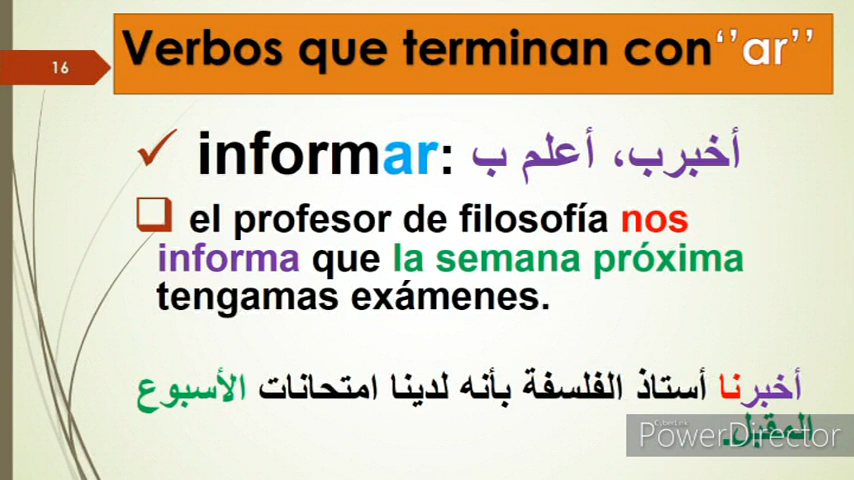 16
Verbos que terminan con‘’ar’’
informar: أخبرب، أعلم ب
el profesor de filosofía nos
informa que la semana próxima
tengamas exámenes.
أخبرنا أستاذ الفلسفة بأنه لدينا امتحانات الأسبوع
المقبل.
CyberLink
PowerDirector